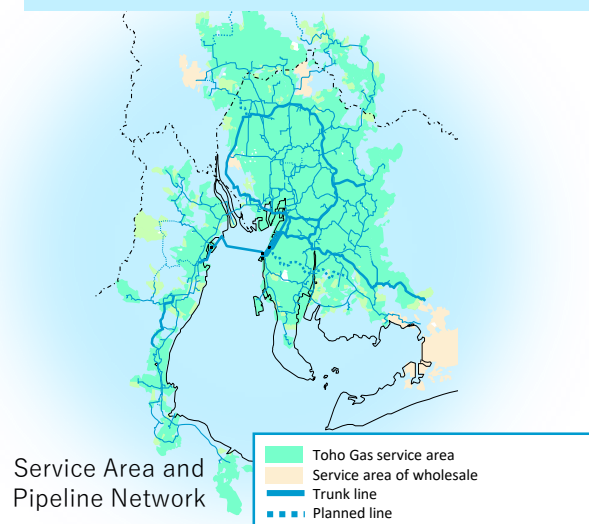 Service Area and
Pipeline Network
Toho Gas service area
Service area of wholesale
Trunk line
Planned line